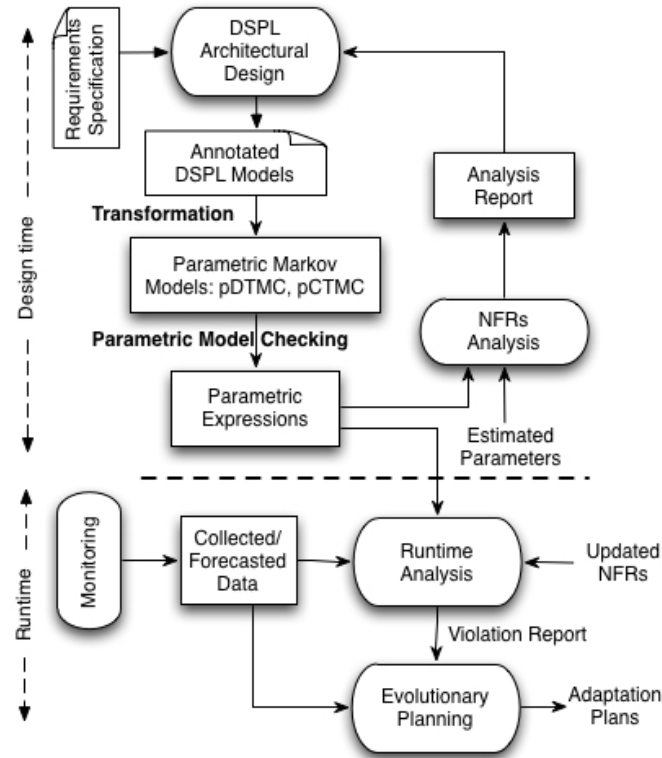 Requirements
Specification
DSPL
Architectural
Design
Annotated
DSPL Models
Transformation
Parametric Markov
Models: pDTMC, pCTMC
Parametric Model Checking
Parametric
Expressions
Analysis
Report
NFRs
Analysis
Estimated
Parameters
Design time
Runtime
Monitoring
Collected/
Forecasted
Data
Runtime
Analysis
Updated
NFRs
Violation Report
Evolutionary
Planning
Adaptation
Plans